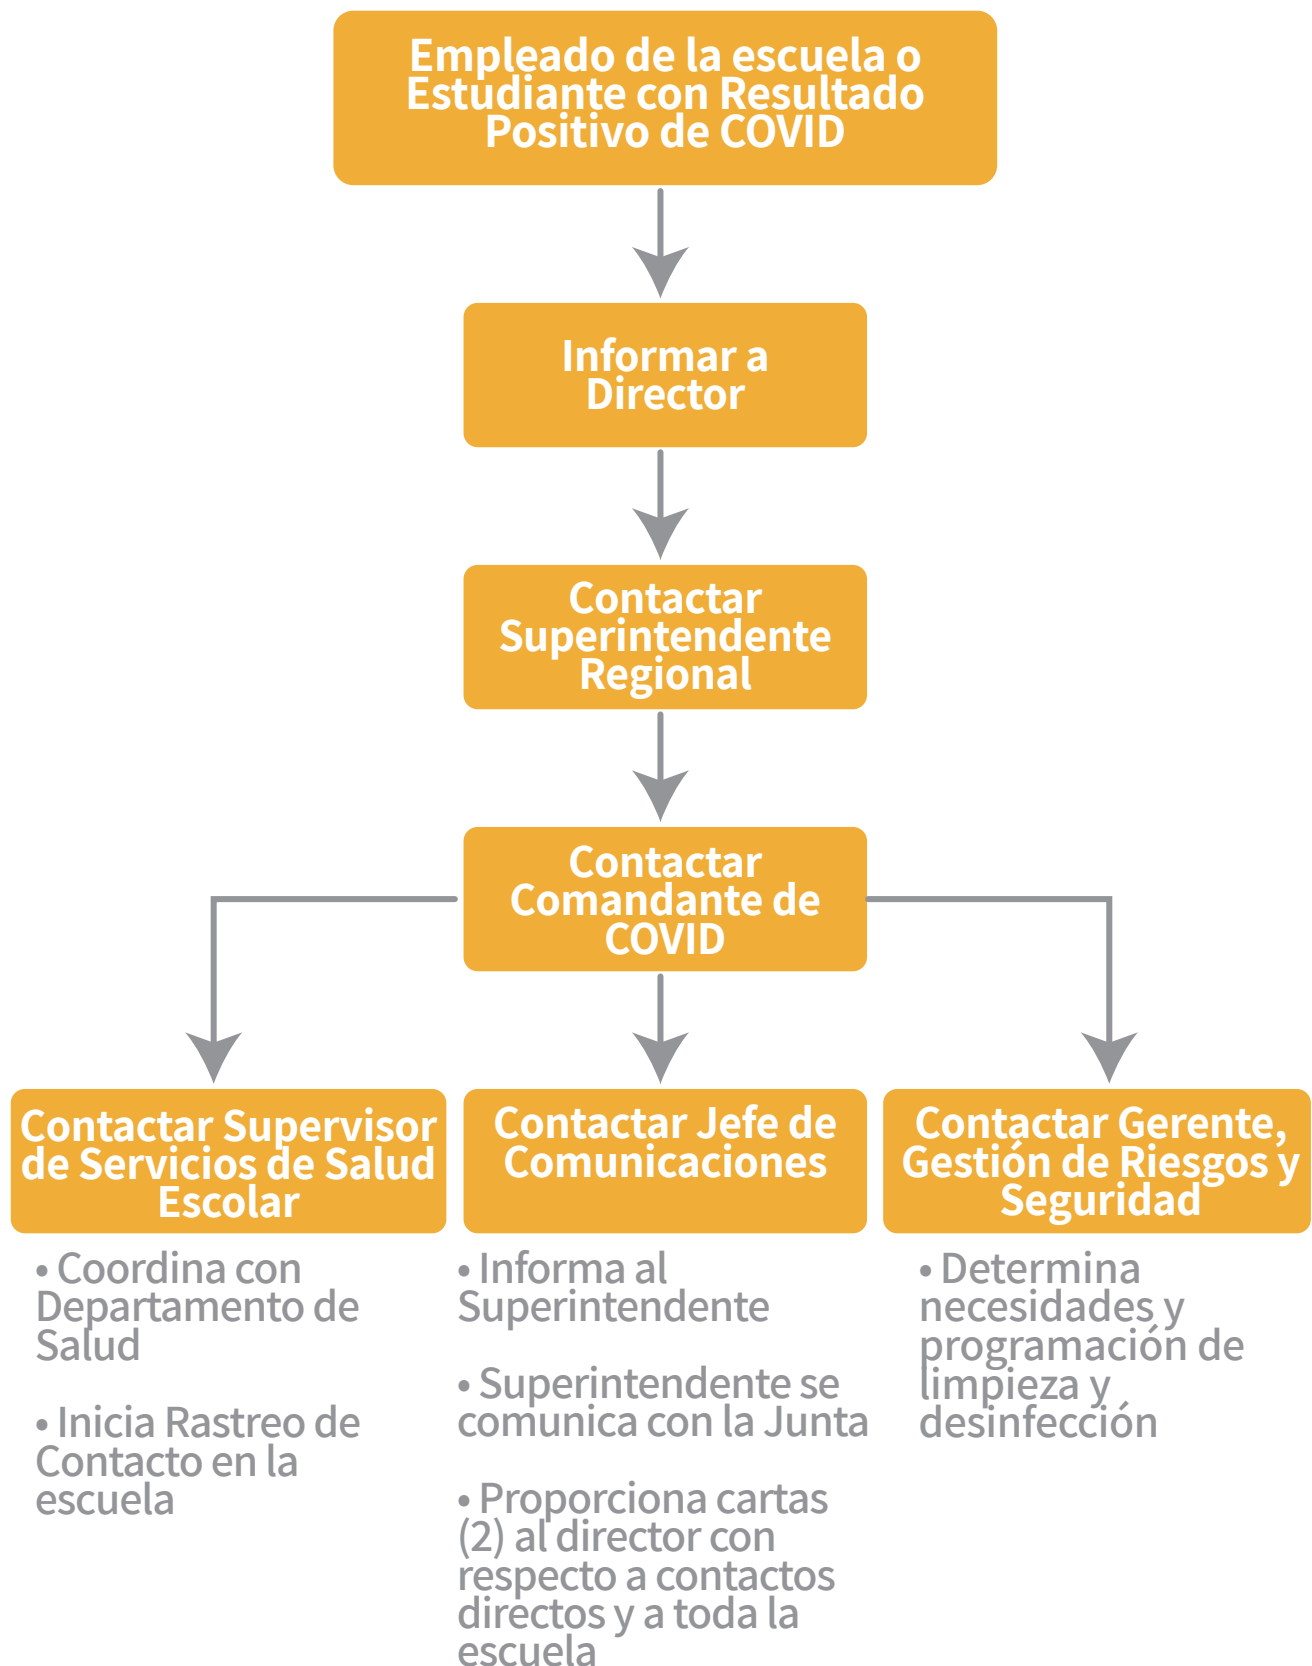 Empleado de la escuela o
Estudiante con Resultado
Positivo de COVID
Informar a
Director
Contactar
Superintendente
Regional
Contactar
Comandante de
COVID
Contactar Supervisor
de Servicios de Salud
Escolar
• Coordina con
Departamento de
Salud
• Inicia Rastreo de
Contacto en la
escuela
Contactar Jefe de
Comunicaciones
• Informa al
Superintendente
• Superintendente se
comunica con la Junta
• Proporciona cartas
(2) al director con
respecto a contactos
directos y a toda la
escuela
Contactar Gerente,
Gestión de Riesgos y
Seguridad
• Determina
necesidades y
programación de
limpieza y
desinfección